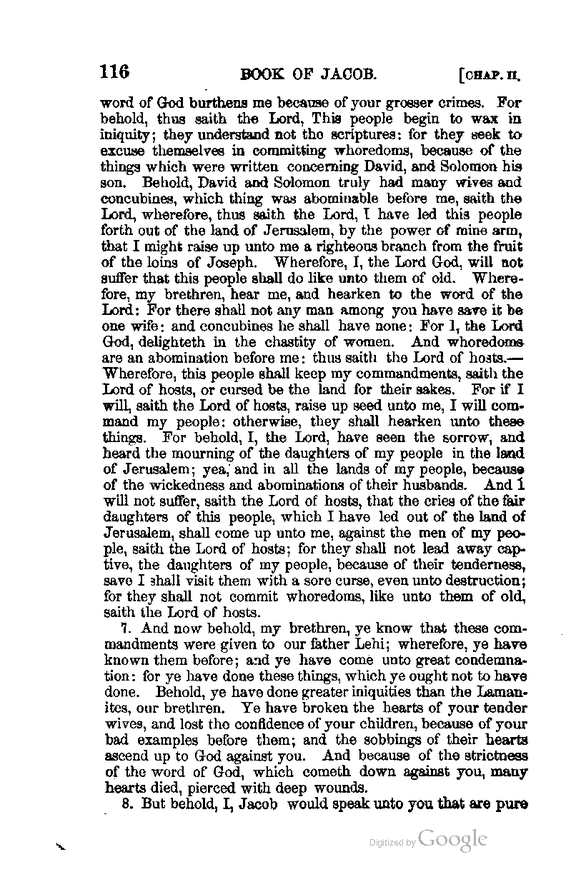 116 BOOK OF JACOB. [CHAP. II.
word of God burthens me because of your grosser crimes. For
behold, thus saith the Lord, This people begin to wax in
iniquity; they understand not the scriptures: for they seek to
excuse themselves in committing whoredoms, because of the
things which were written concerning David, and Solomon his
son. Behold, David and Solomon truly had many wives and
concubines, which thing was abominable before me, saith the
Lord, wherefore, thus saith the Lord, I have led this people
forth out of the land of Jerusalem, by the power of mine arm,
that I might raise up unto me a righteous branch from the fruit
of the loins of Joseph. Wherefore, I, the Lord God, will not
suffer that this people shall do like unto them of old. Where-
fore, my brethren, hear me, and hearken to the word of the
Lord: For there shall not any man among you have save it be
one wife: and concubines he shall have none: For I, the Lord
God, delighteth in the chastity of women. And whoredoms
are an abomination before me: thus saith the Lord of hosts.—
Wherefore, this people shall keep my commandments, saith the
Lord of hosts, or cursed be the land for their sakes. For if I
will, saith the Lord of hosts, raise up seed unto me, I will com-
mand my people: otherwise, they shall hearken unto these
things. For behold, I, the Lord, have seen the sorrow, and
heard the mourning of the daughters of my people in the land
of Jerusalem; yea, and in all the lands of my people, because
of the wickedness and abominations of their husbands. And I
will not suffer, saith the Lord of hosts, that the cries of the fair
daughters of this people, which I have led out of the land of
Jerusalem, shall come up unto me, against the men of my peo-
ple, saith the Lord of hosts; for they shall not lead away cap-
tive, the daughters of my people, because of their tenderness,
save I shall visit them with a sore curse, even unto destruction;
for they shall not commit whoredoms, like unto them of old,
saith the Lord of hosts.
7. And now behold, my brethren, ye know that these com-
mandments were given to our father Lehi; wherefore, ye have
known them before; and ye have come unto great condemna-
tion: for ye have done these things, which ye ought not to have
done. Behold, ye have done greater iniquities than the Laman-
ites, our brethren. Ye have broken the hearts of your tender
wives, and lost the confidence of your children, because of your
bad examples before them; and the sobbings of their hearts
ascend up to God against you. And because of the strictness
of the word of God, which cometh down against you, many
hearts died, pierced with deep wounds.
8. But behold, I, Jacob would speak unto you that are pure
Digitized by Google